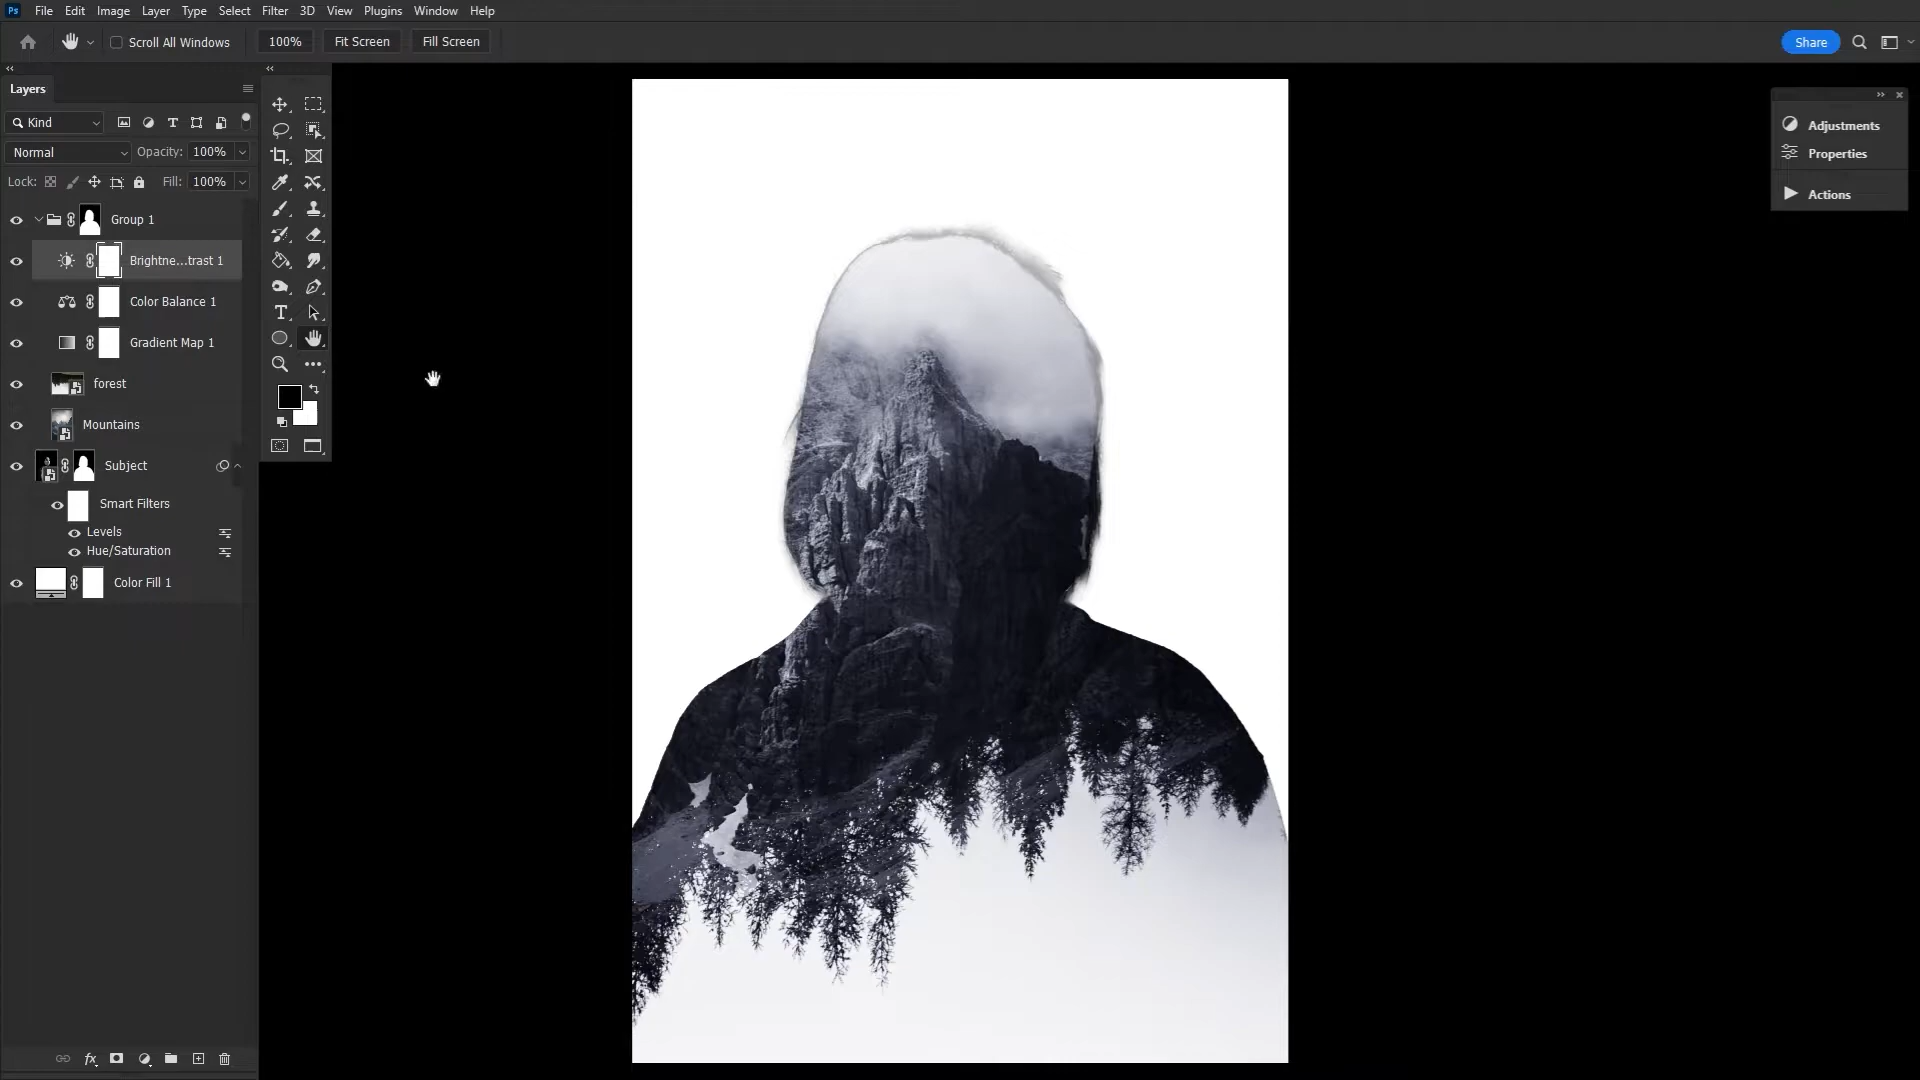 Ps File Edit Image Layer Type Select Filter 3D View Plugins Window Help
Scroll All Windows 100% Fit Screen Fill Screen Share
Layers
Kind
Normal Opacity: 100%
Lock: Fill: 100%
Group 1
Brightne...trast 1
Color Balance 1
Gradient Map 1
forest
Mountains
Subject
Smart Filters
Levels
Hue/Saturation
Color Fill 1
fx
T
Adjustments
Properties
Actions